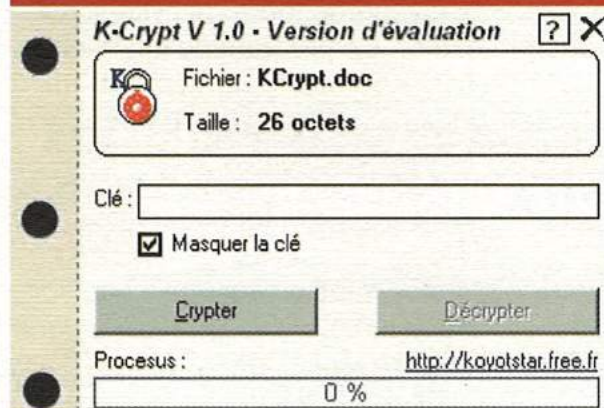 K-Crypt V 1.0 - Version d'évaluation ?
K
Fichier : KCrypt.doc
Taille : 26 octets
Clé :
Masquer la clé
Crypter
Décrypter
Procesus :
http://koyotstar.free.fr
0 %